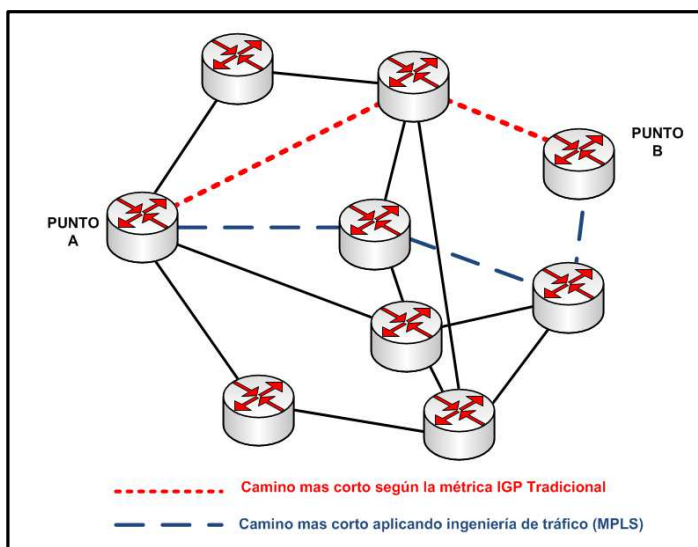 PUNTO
B
PUNTO
A
Camino mas corto según la métrica IGP Tradicional
Camino mas corto aplicando ingeniería de tráfico (MPLS)